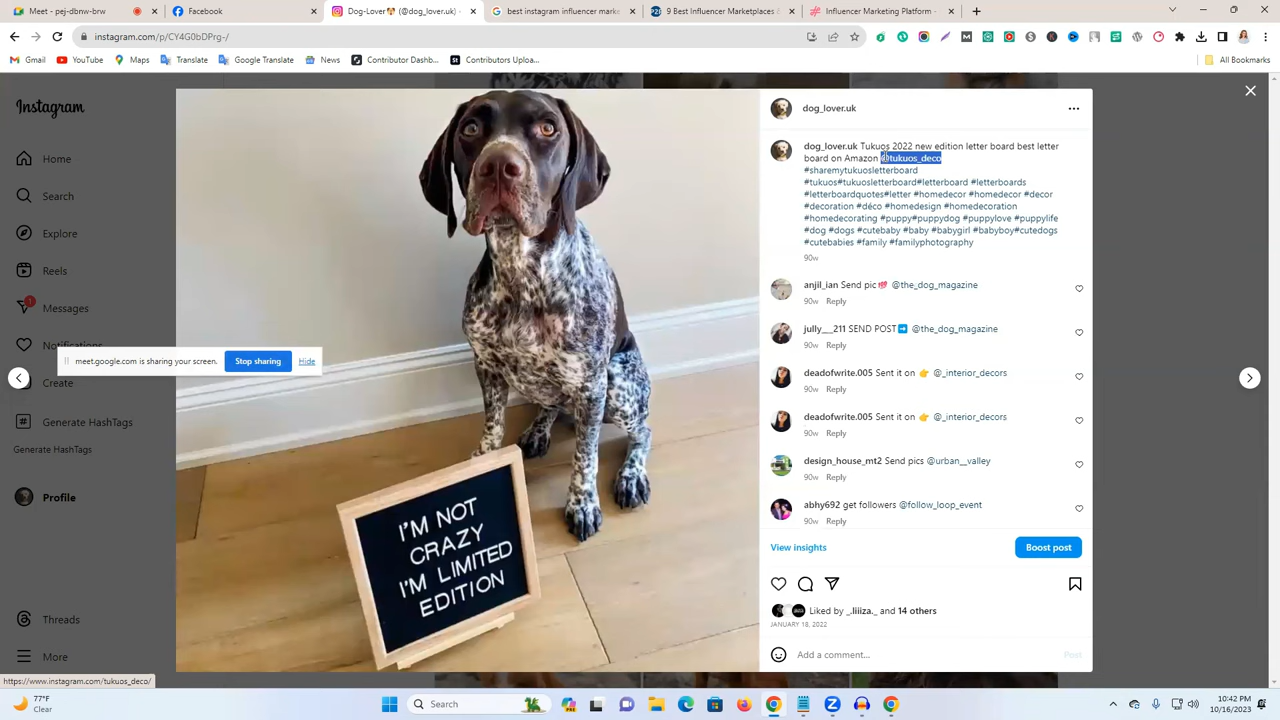 Meet - pejdbnw-brw
Facebook
Dog-Lover🐶 (@dog_lover.uk) •
best instagram influencer marke
9 Best Influencer Marketplaces &
Influencer Marketing Platform •
instagram.com/p/CY4G0bDPrg-/
Gmail
YouTube
Maps
Translate
Google Translate
News
Contributor Dashb...
Contributors Uploa...
All Bookmarks
Instagram
Home
Search
Explore
Reels
1
Messages
Notifications
Create
Generate HashTags
Generate HashTags
Profile
Threads
More
meet.google.com is sharing your screen.
Stop sharing
Hide
I'M NOT
CRAZY
I'M LIMITED
EDITION
dog_lover.uk
dog_lover.uk Tukuos 2022 new edition letter board best letter
board on Amazon @tukuos_deco
#sharemytukuosletterboard
#tukuos#tukuosletterboard#letterboard #letterboards
#letterboardquotes#letter #homedecor #homedecor #decor
#decoration #déco #homedesign #homedecoration
#homedecorating #puppy#puppydog #puppylove #puppylife
#dog #dogs #cutebaby #baby #babygirl #babyboy#cutedogs
#cutebabies #family #familyphotography
90w
anjil_ian Send pic💯 @the_dog_magazine
90w Reply
jully___211 SEND POST➡️ @the_dog_magazine
90w Reply
deadofwrite.005 Sent it on 👉 @_interior_decors
90w Reply
deadofwrite.005 Sent it on 👉 @_interior_decors
90w Reply
design_house_mt2 Send pics @urban__valley
90w Reply
abhy692 get followers @follow_loop_event
90w Reply
View insights
Boost post
Liked by _.liiiza._ and 14 others
JANUARY 18, 2022
Add a comment...
Post
https://www.instagram.com/tukuos_deco/
77°F
Clear
Search
10:42 PM
10/16/2023